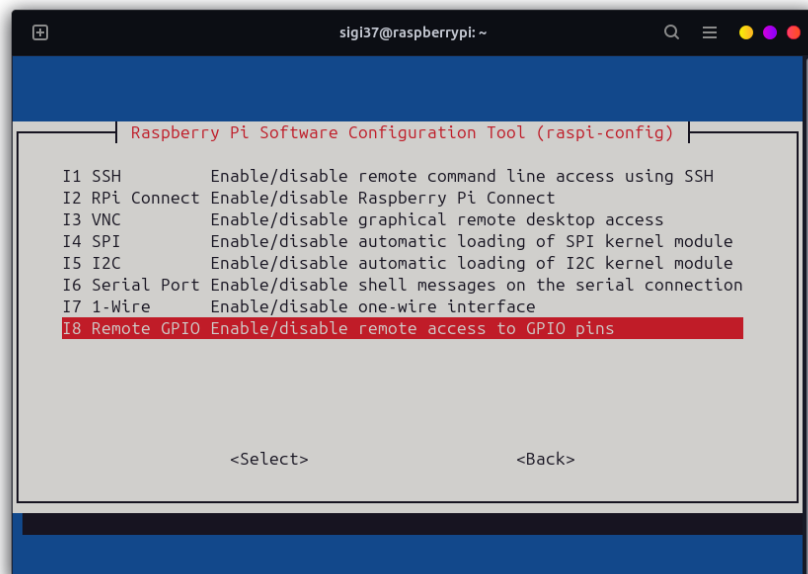 sigi37@raspberrypi: ~
Raspberry Pi Software Configuration Tool (raspi-config)
I1 SSH Enable/disable remote command line access using SSH
I2 RPi Connect Enable/disable Raspberry Pi Connect
I3 VNC Enable/disable graphical remote desktop access
I4 SPI Enable/disable automatic loading of SPI kernel module
I5 I2C Enable/disable automatic loading of I2C kernel module
I6 Serial Port Enable/disable shell messages on the serial connection
I7 1-Wire Enable/disable one-wire interface
I8 Remote GPIO Enable/disable remote access to GPIO pins
<Select> <Back>